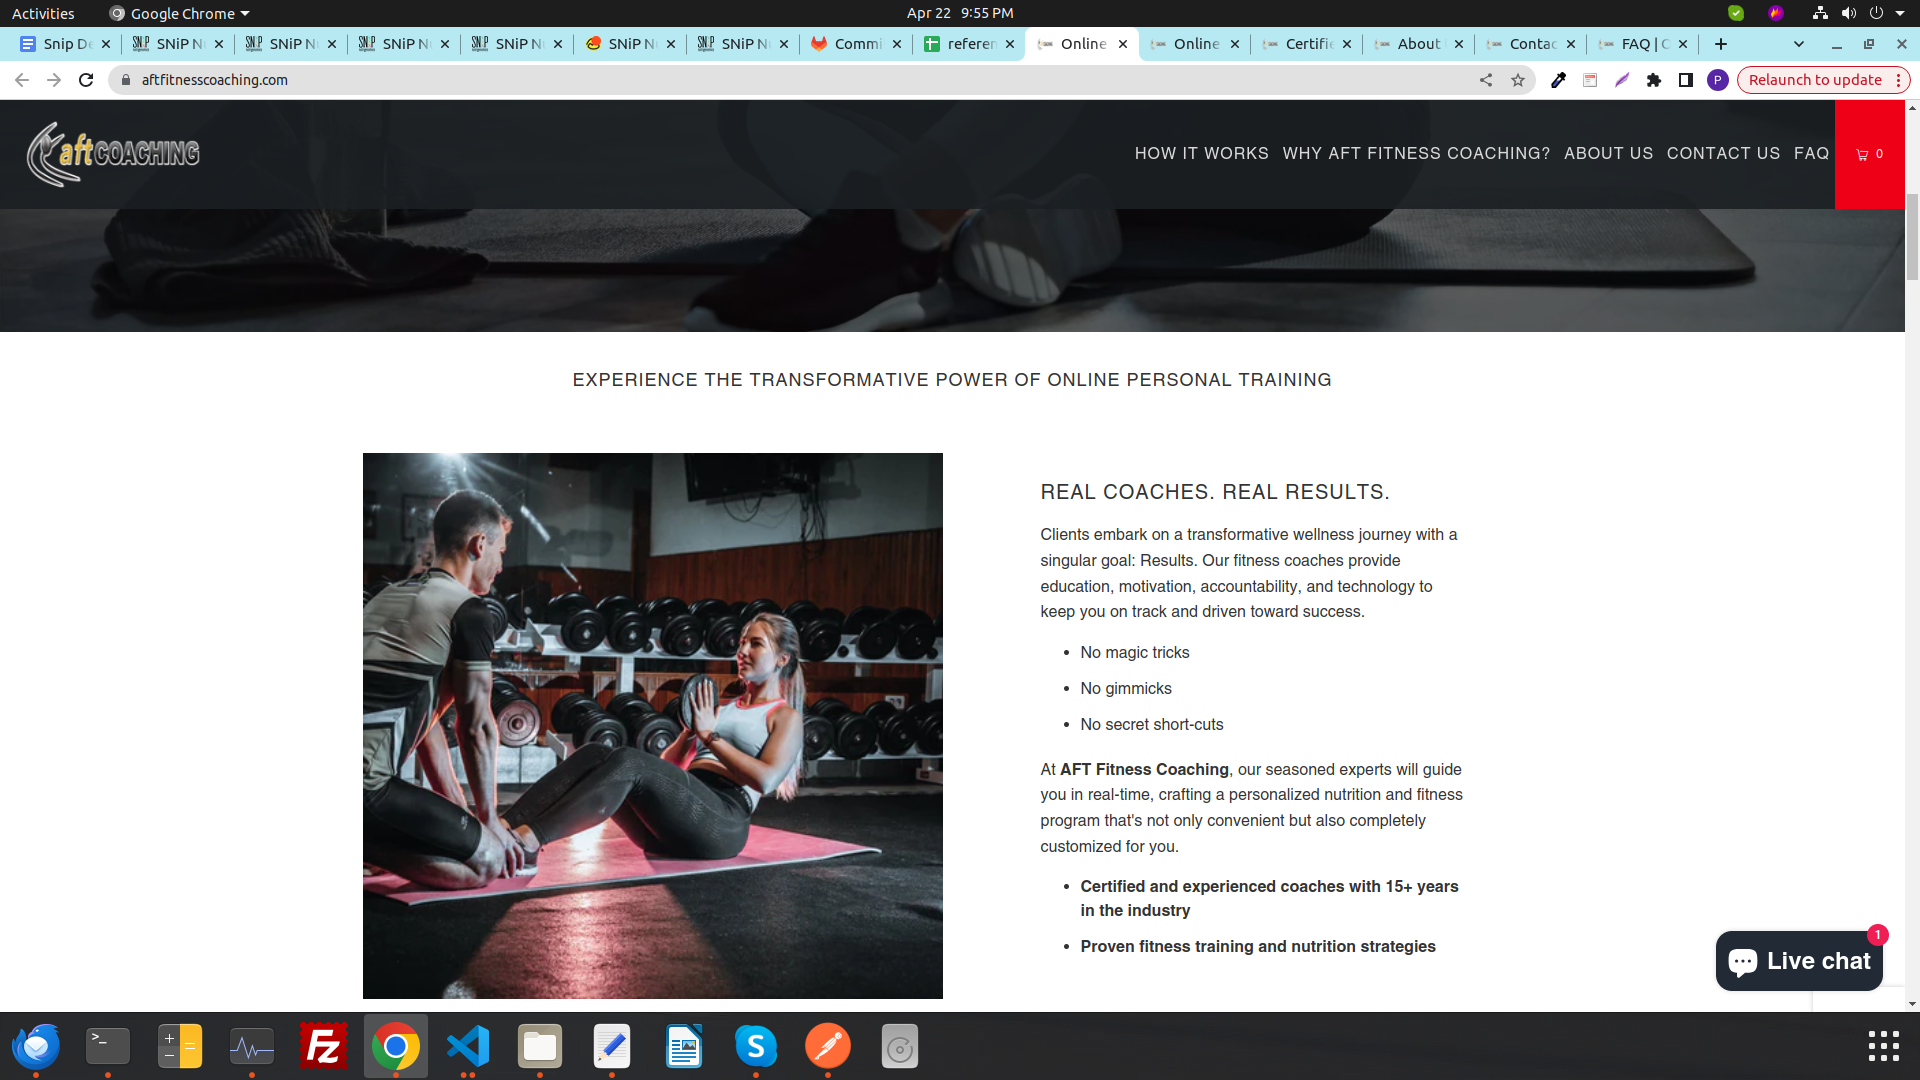 Activities
Google Chrome
Apr 22 9:55 PM
Snip De
SNiP Nu
SNiP Nu
SNiP Nu
SNiP Nu
SNiP Nu
SNiP Nu
Commi
referen
Online
Online
Certifie
About
Contac
FAQ | C
aftfitnesscoaching.com
P
Relaunch to update
aftCOACHING
HOW IT WORKS
WHY AFT FITNESS COACHING?
ABOUT US
CONTACT US
FAQ
0
EXPERIENCE THE TRANSFORMATIVE POWER OF ONLINE PERSONAL TRAINING
REAL COACHES. REAL RESULTS.
Clients embark on a transformative wellness journey with a
singular goal: Results. Our fitness coaches provide
education, motivation, accountability, and technology to
keep you on track and driven toward success.
• No magic tricks
• No gimmicks
• No secret short-cuts
At AFT Fitness Coaching, our seasoned experts will guide
you in real-time, crafting a personalized nutrition and fitness
program that's not only convenient but also completely
customized for you.
• Certified and experienced coaches with 15+ years
in the industry
• Proven fitness training and nutrition strategies
1
Live chat